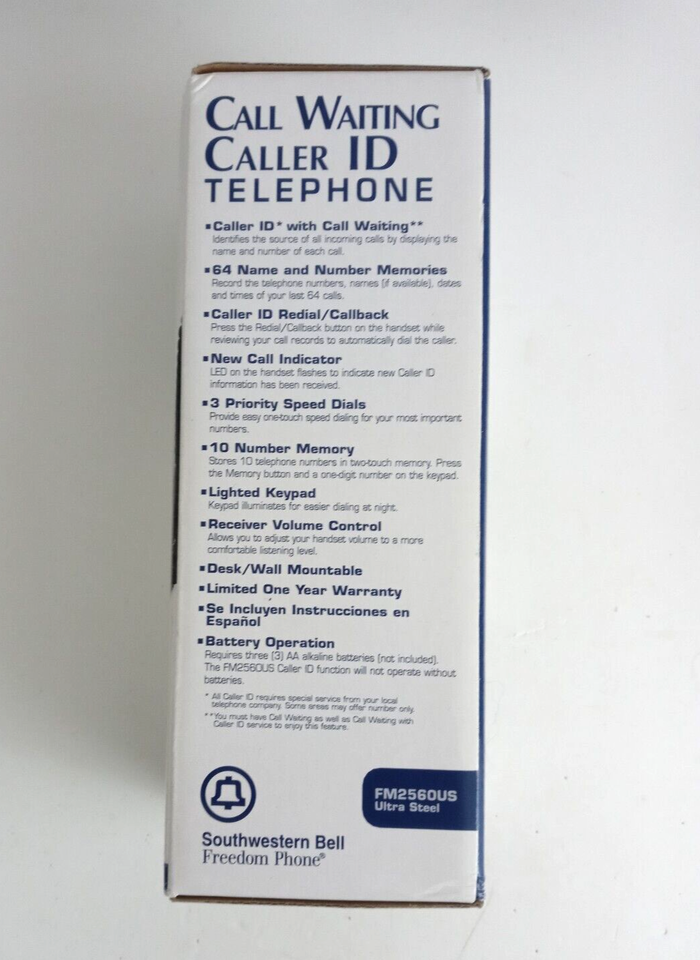 CALL WAITING
CALLER ID
TELEPHONE
▪Caller ID* with Call Waiting**
Identifies the source of all incoming calls by displaying the
name and number of each call.
▪64 Name and Number Memories
Record the telephone numbers, names (if available), dates
and times of your last 64 calls.
▪Caller ID Redial/Callback
Press the Redial/Callback button on the handset while
reviewing your call records to automatically dial the caller.
▪New Call Indicator
LED on the handset flashes to indicate new Caller ID
information has been received.
▪3 Priority Speed Dials
Provide easy one-touch speed dialing for your most important
numbers.
▪10 Number Memory
Stores 10 telephone numbers in two-touch memory. Press
the Memory button and a one-digit number on the keypad.
▪Lighted Keypad
Keypad illuminates for easier dialing at night.
▪Receiver Volume Control
Allows you to adjust your handset volume to a more
comfortable listening level.
▪Desk/Wall Mountable
▪Limited One Year Warranty
▪Se Incluyen Instrucciones en
Español
▪Battery Operation
Requires three (3) AA alkaline batteries (not included).
The FM2560US Caller ID function will not operate without
batteries.
* All Caller ID requires special service from your local
telephone company. Some areas may offer number only.
**You must have Call Waiting as well as Call Waiting with
Caller ID service to enjoy this feature.
FM2560US
Ultra Steel
Southwestern Bell
Freedom Phone®